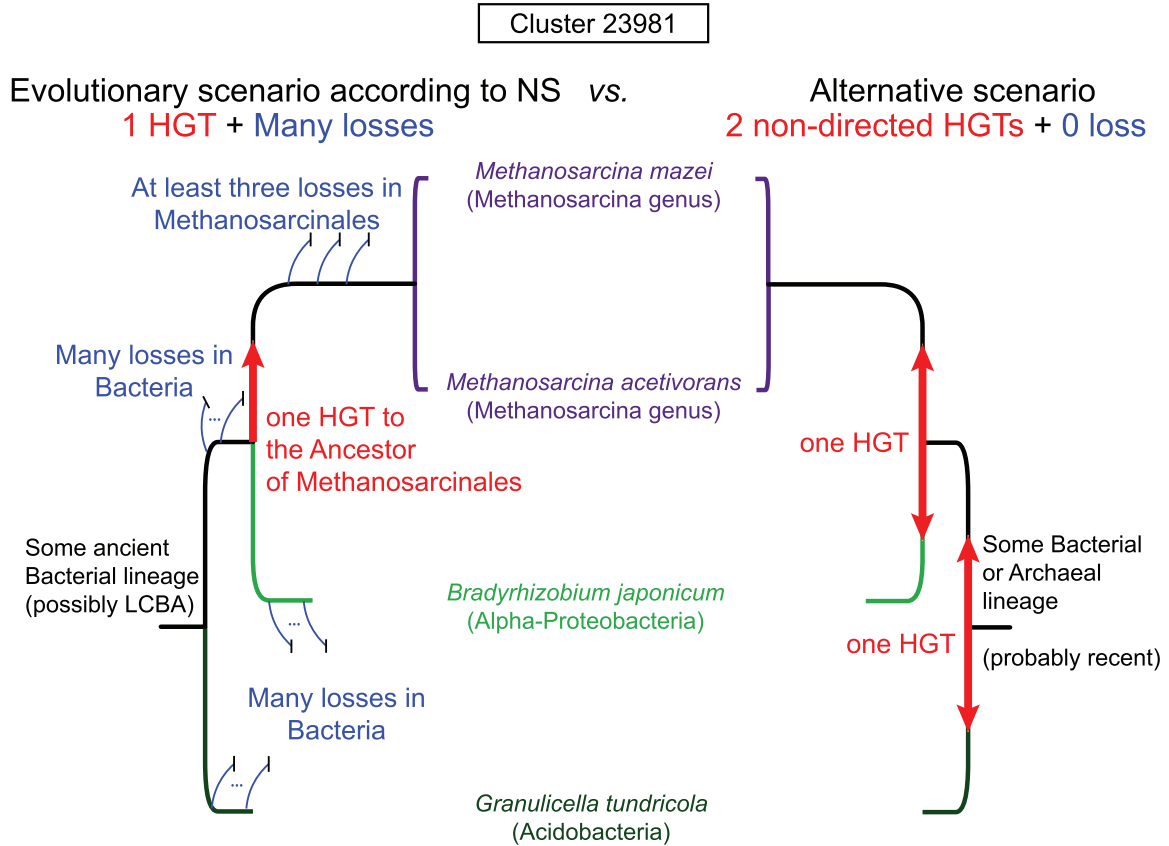 Cluster 23981
Evolutionary scenario according to NS vs. Alternative scenario
1 HGT + Many losses
2 non-directed HGTs + 0 loss
At least three losses in
Methanosarcinales
Methanosarcina mazei
(Methanosarcina genus)
Many losses in
Bacteria
...
Methanosarcina acetivorans
(Methanosarcina genus)
one HGT to
the Ancestor
of Methanosarcinales
one HGT
Some ancient
Bacterial lineage
(possibly LCBA)
Some Bacterial
or Archaeal
lineage
(probably recent)
Bradyrhizobium japonicum
(Alpha-Proteobacteria)
...
one HGT
Many losses in
Bacteria
...
Granulicella tundricola
(Acidobacteria)